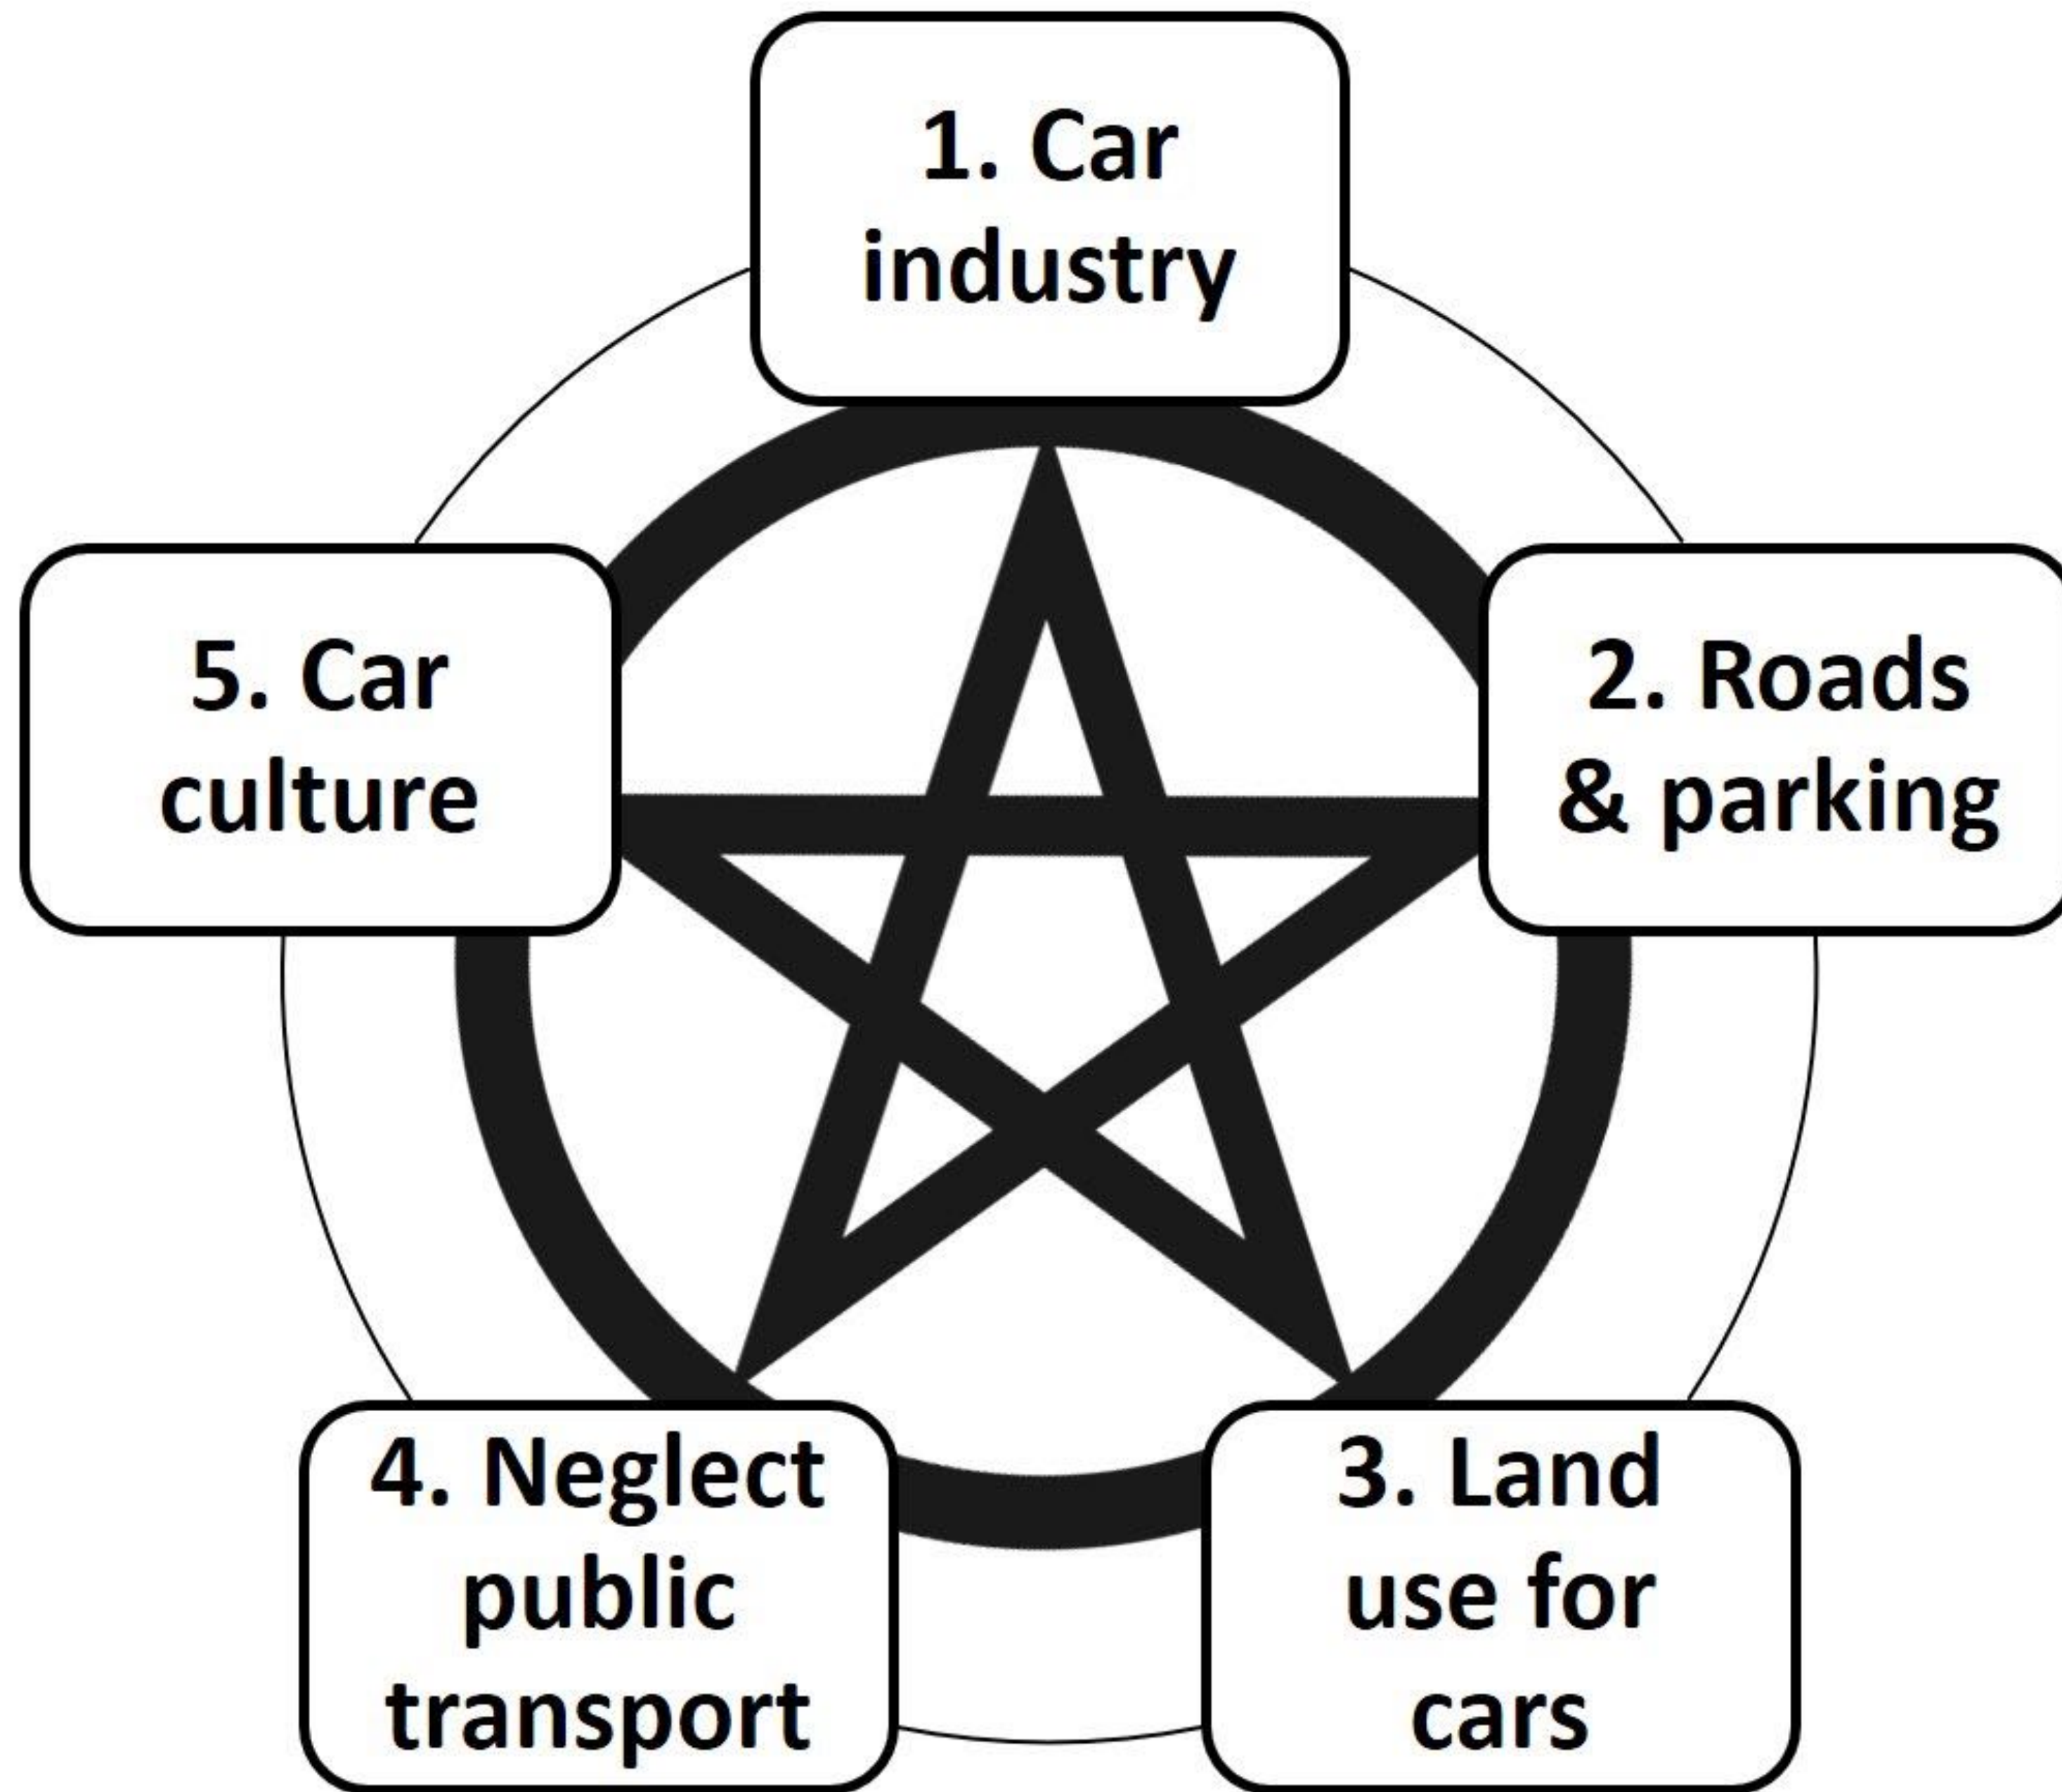 1. Car
industry
2. Roads
& parking
3. Land
use for
cars
4. Neglect
public
transport
5. Car
culture